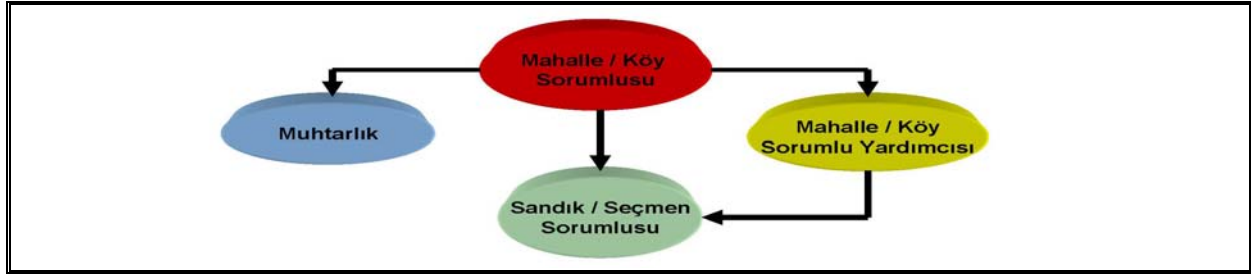 Mahalle / Köy
Sorumlusu
Muhtarlık
Mahalle / Köy
Sorumlu Yardımcısı
Sandık / Seçmen
Sorumlusu